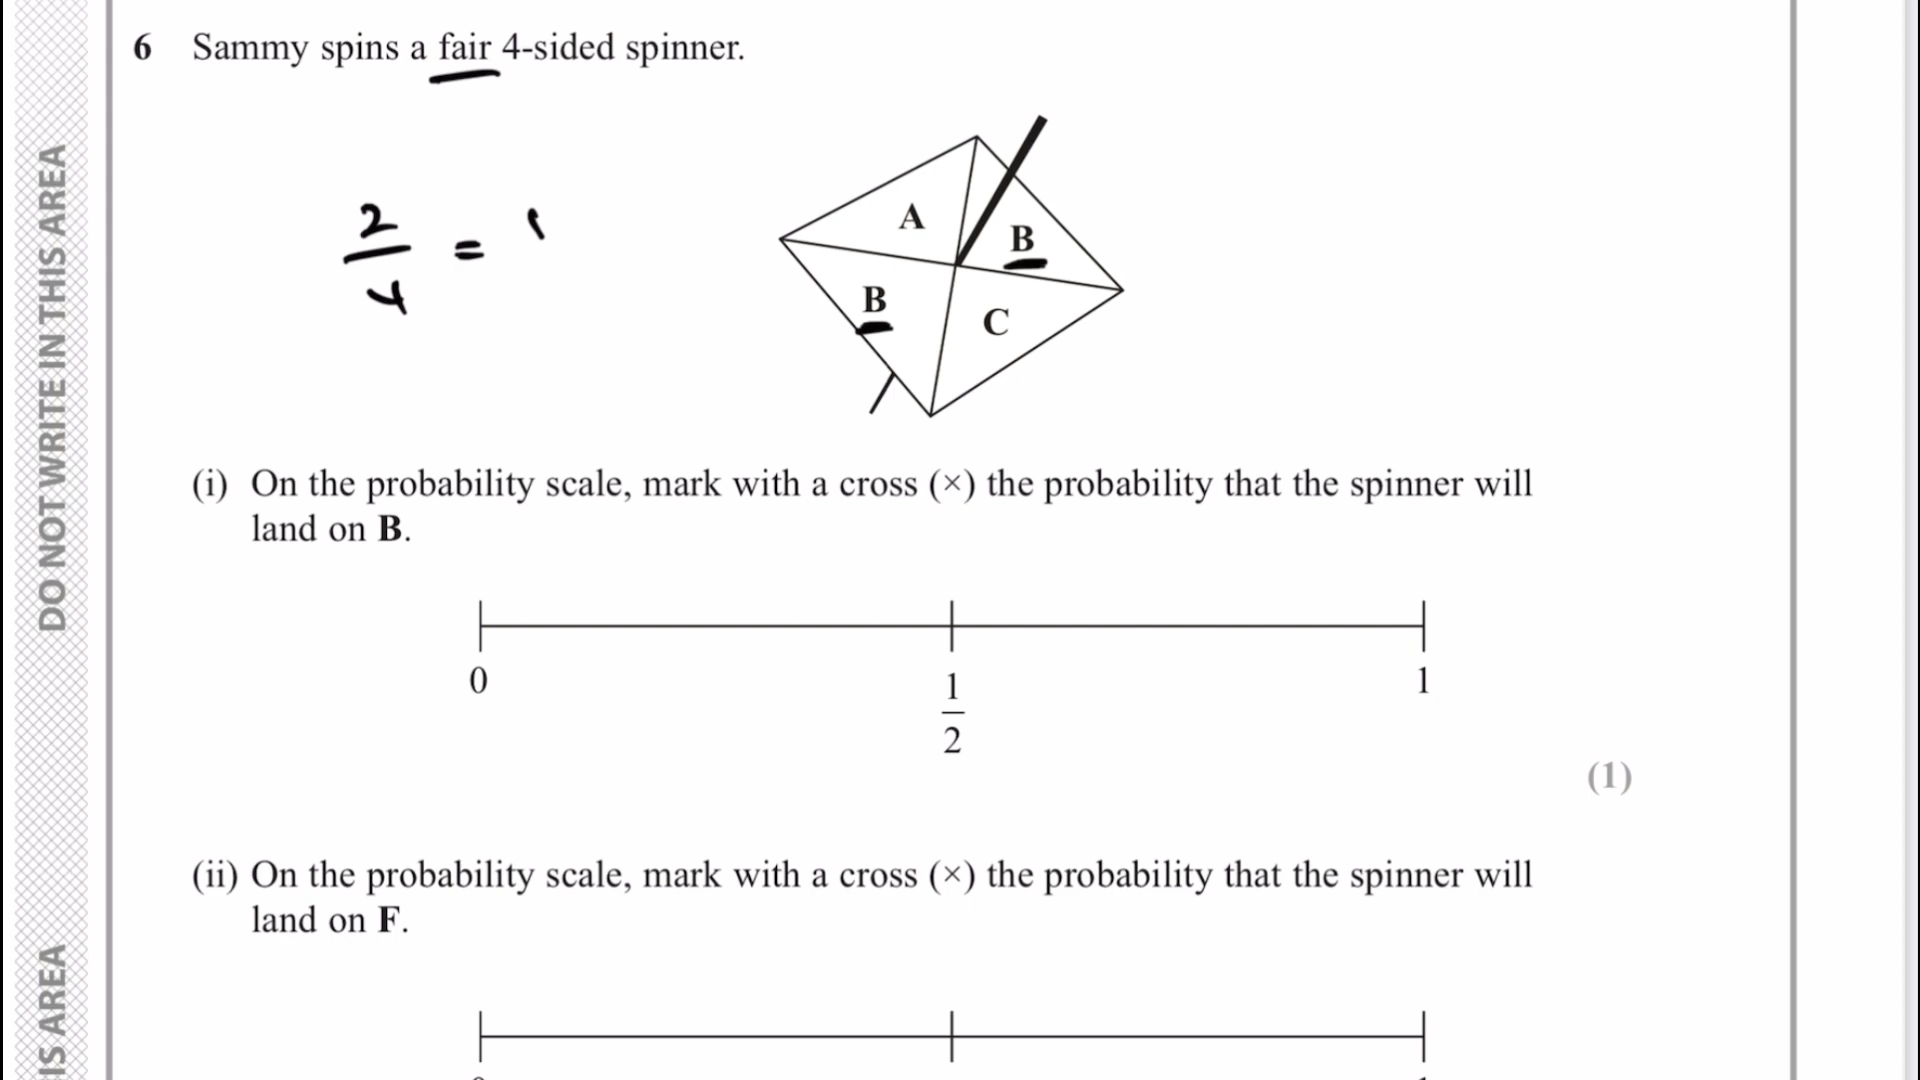 6 Sammy spins a fair 4-sided spinner.
2
4
=
A
B
B
C
(i) On the probability scale, mark with a cross (×) the probability that the spinner will
land on B.
0
1
2
1
(1)
(ii) On the probability scale, mark with a cross (×) the probability that the spinner will
land on F.
DO NOT WRITE IN THIS AREA
IS AREA